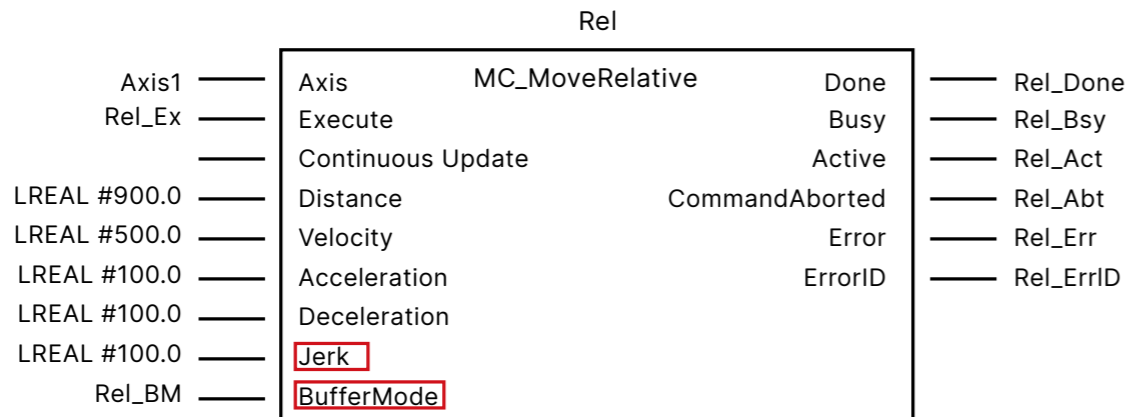 Rel
MC_MoveRelative
Axis1 Axis Done Rel_Done
Rel_Ex Execute Busy Rel_Bsy
Continuous Update Active Rel_Act
LREAL #900.0 Distance CommandAborted Rel_Abt
LREAL #500.0 Velocity Error Rel_Err
LREAL #100.0 Acceleration ErrorID Rel_ErrID
LREAL #100.0 Deceleration
LREAL #100.0 Jerk
Rel_BM BufferMode